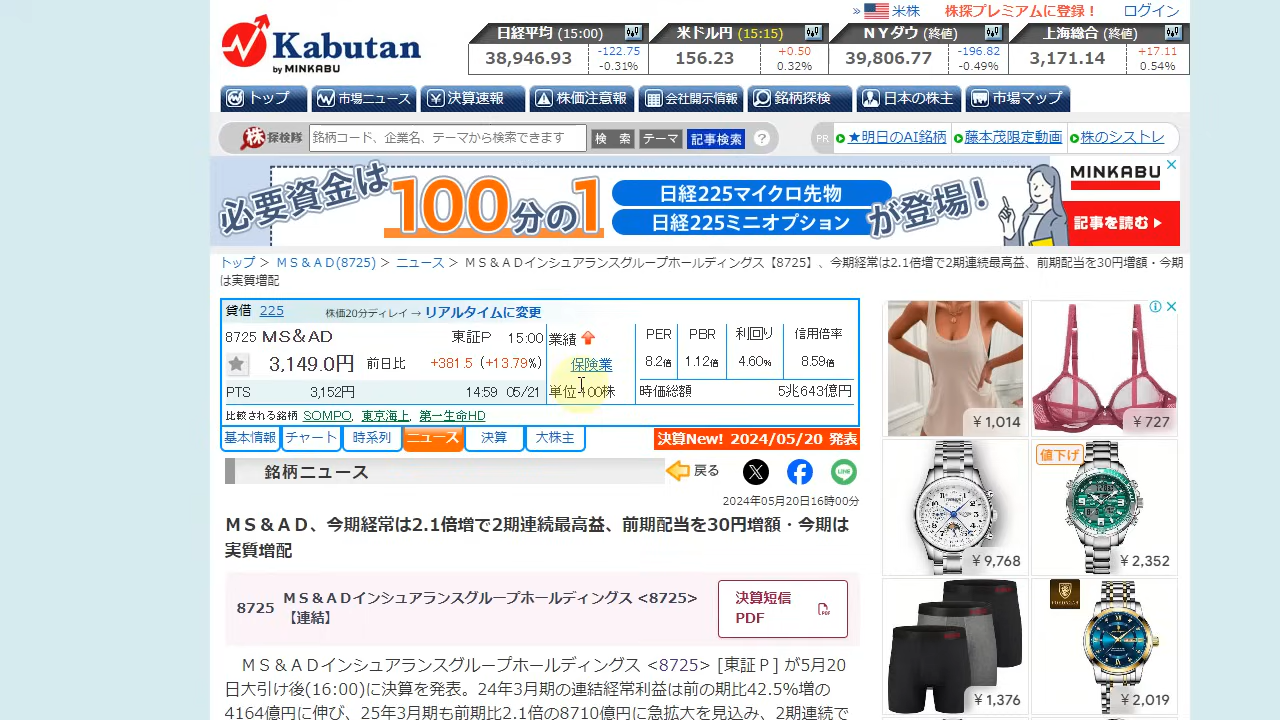 » 米株 株探プレミアムに登録！ ログイン
Kabutan
by MINKABU
日経平均 (15:00) 米ドル円 (15:15) ＮＹダウ (終値) 上海総合 (終値)
38,946.93 -122.75 -0.31% 156.23 +0.50 0.32% 39,806.77 -196.82 -0.49% 3,171.14 +17.11 0.54%
トップ 市場ニュース 決算速報 株価注意報 会社開示情報 銘柄探検 日本の株主 市場マップ
株探検隊 銘柄コード、企業名、テーマから検索できます 検 索 テーマ 記事検索 ? PR ★明日のAI銘柄 藤本茂限定動画 株のシストレ
必要資金は100分の1 日経225マイクロ先物 日経225ミニオプション が登場！ MINKABU 記事を読む
トップ ＞ ＭＳ＆ＡＤ(8725) ＞ ニュース ＞ ＭＳ＆ＡＤインシュアランスグループホールディングス【8725】、今期経常は2.1倍増で2期連続最高益、前期配当を30円増額・今期
は実質増配
貸借 225 株価20分ディレイ → リアルタイムに変更
8725 MS&AD 東証P 15:00 業績 PER PBR 利回り 信用倍率
3,149.0円 前日比 +381.5 (+13.79%) 保険業 8.2倍 1.12倍 4.60% 8.59倍
PTS 3,152円 14:59 05/21 単位 100株 時価総額 5兆643億円
比較される銘柄 SOMPO, 東京海上, 第一生命HD
基本情報 チャート 時系列 ニュース 決算 大株主 決算New! 2024/05/20 発表
銘柄ニュース 戻る X f LINE
2024年05月20日16時00分
ＭＳ＆ＡＤ、今期経常は2.1倍増で2期連続最高益、前期配当を30円増額・今期は
実質増配
8725 ＭＳ＆ＡＤインシュアランスグループホールディングス <8725>
【連結】
決算短信
PDF
ＭＳ＆ＡＤインシュアランスグループホールディングス <8725> [東証Ｐ] が5月20
日大引け後(16:00)に決算を発表。24年3月期の連結経常利益は前の期比42.5%増の
4164億円に伸び、25年3月期も前期比2.1倍の8710億円に急拡大を見込み、2期連続で
¥1,014 ¥727
値下げ
¥9,768 ¥2,352
¥1,376 ¥2,019